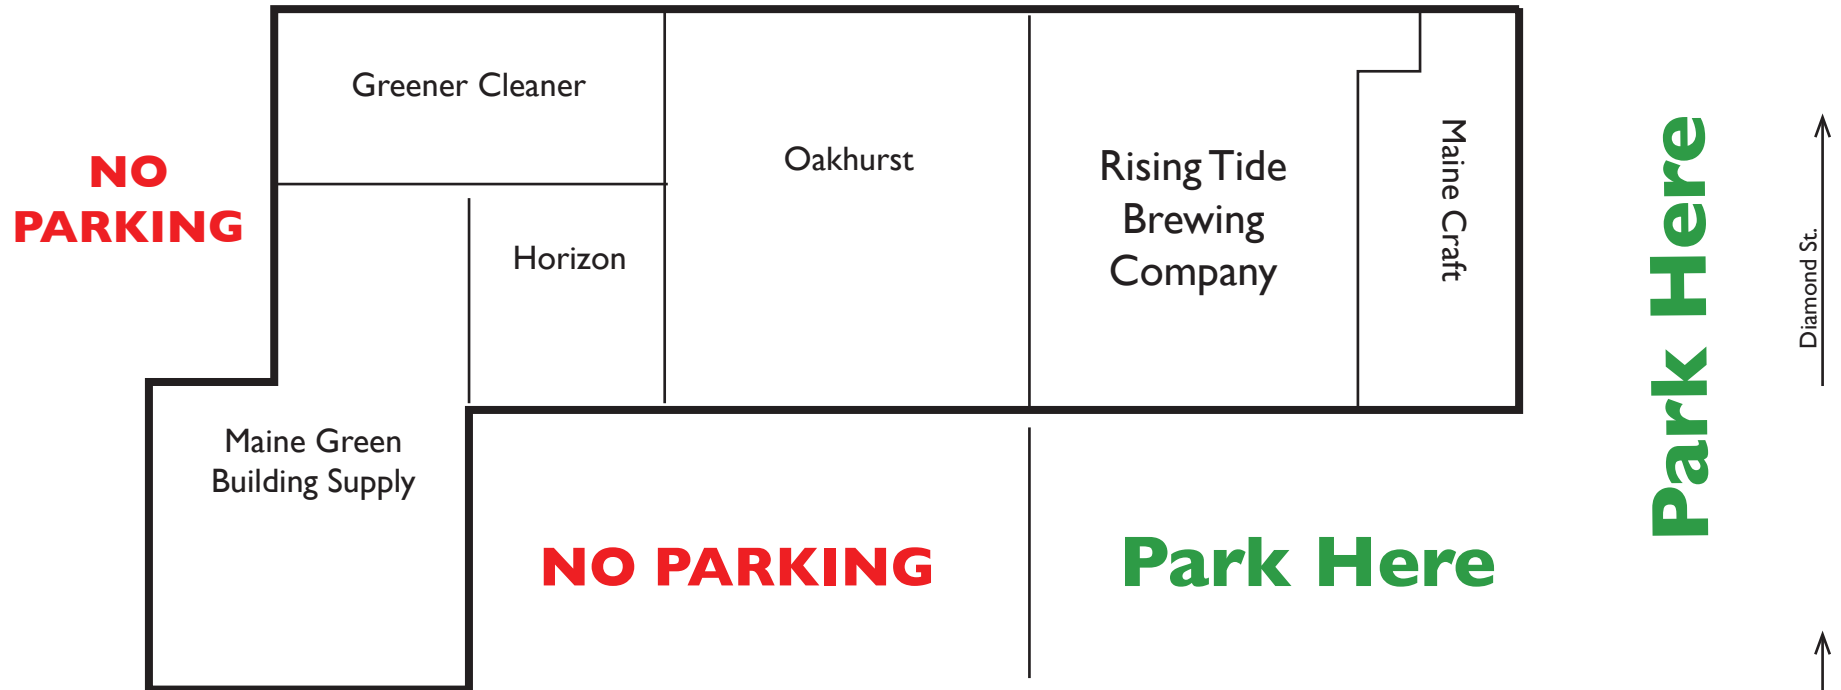 Greener Cleaner
NO
PARKING
Oakhurst
Rising Tide
Brewing
Company
Maine Craft
Horizon
Park Here
Diamond St.
Maine Green
Building Supply
NO PARKING
Park Here